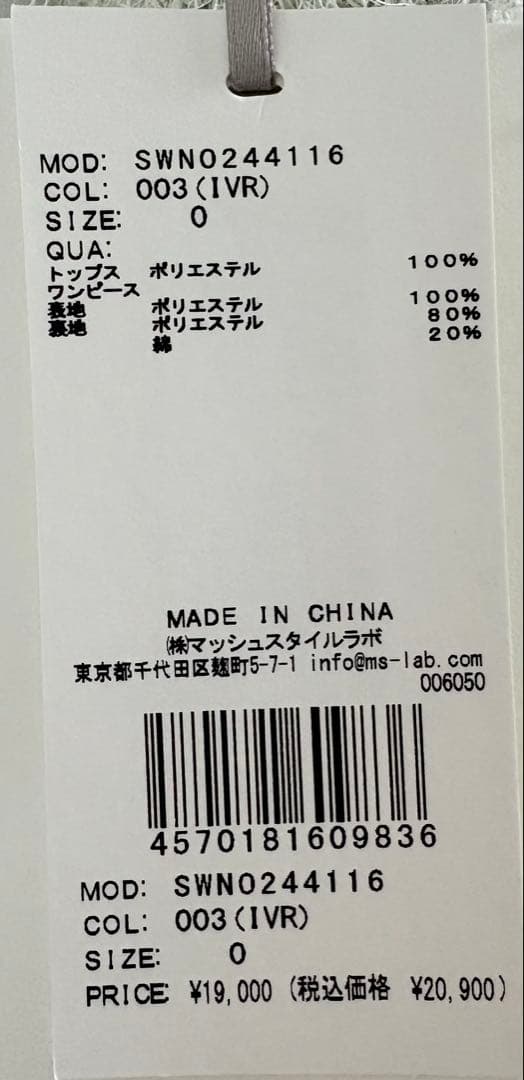 MOD: SWNO244116
COL: 003(IVR)
SIZE: 0
QUA:
トップス ポリエステル 100%
ワンピース
表地 ポリエステル 100%
裏地 ポリエステル 80%
綿 20%
MADE IN CHINA
㈱マッシュスタイルラボ
東京都千代田区麹町5-7-1 info@ms-lab.com
006050
4570181609836
MOD: SWNO244116
COL: 003(IVR)
SIZE: 0
PRICE: ¥19,000 (税込価格 ¥20,900)